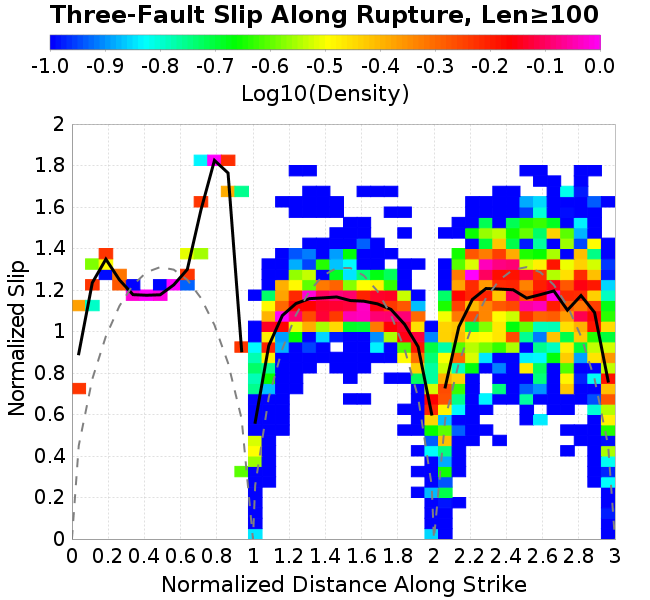 Three-Fault Slip Along Rupture, Len≥100
-1.0 -0.9 -0.8 -0.7 -0.6 -0.5 -0.4 -0.3 -0.2 -0.1 0.0
Log10(Density)
2
1.8
1.6
1.4
1.2
1
0.8
0.6
0.4
0.2
0
Normalized Slip
0 0.2 0.4 0.6 0.8 1 1.2 1.4 1.6 1.8 2 2.2 2.4 2.6 2.8 3
Normalized Distance Along Strike